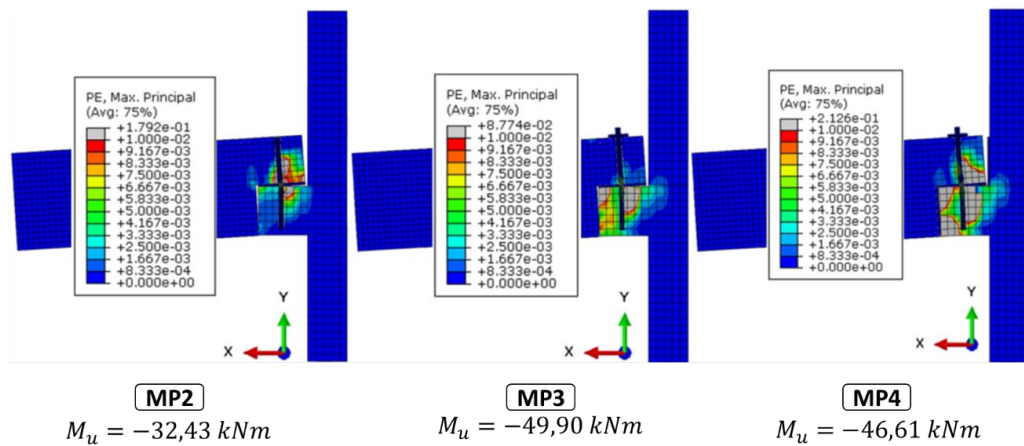 PE, Max. Principal
(Avg: 75%)
+1.792e-01
+1.000e-02
+9.167e-03
+8.333e-03
+7.500e-03
+6.667e-03
+5.833e-03
+5.000e-03
+4.167e-03
+3.333e-03
+2.500e-03
+1.667e-03
+8.333e-04
+0.000e+00
Y
X
MP2
M_u = −32,43 kNm
PE, Max. Principal
(Avg: 75%)
+8.774e-02
+1.000e-02
+9.167e-03
+8.333e-03
+7.500e-03
+6.667e-03
+5.833e-03
+5.000e-03
+4.167e-03
+3.333e-03
+2.500e-03
+1.667e-03
+8.333e-04
+0.000e+00
Y
X
MP3
M_u = −49,90 kNm
PE, Max. Principal
(Avg: 75%)
+2.126e-01
+1.000e-02
+9.167e-03
+8.333e-03
+7.500e-03
+6.667e-03
+5.833e-03
+5.000e-03
+4.167e-03
+3.333e-03
+2.500e-03
+1.667e-03
+8.333e-04
+0.000e+00
Y
X
MP4
M_u = −46,61 kNm